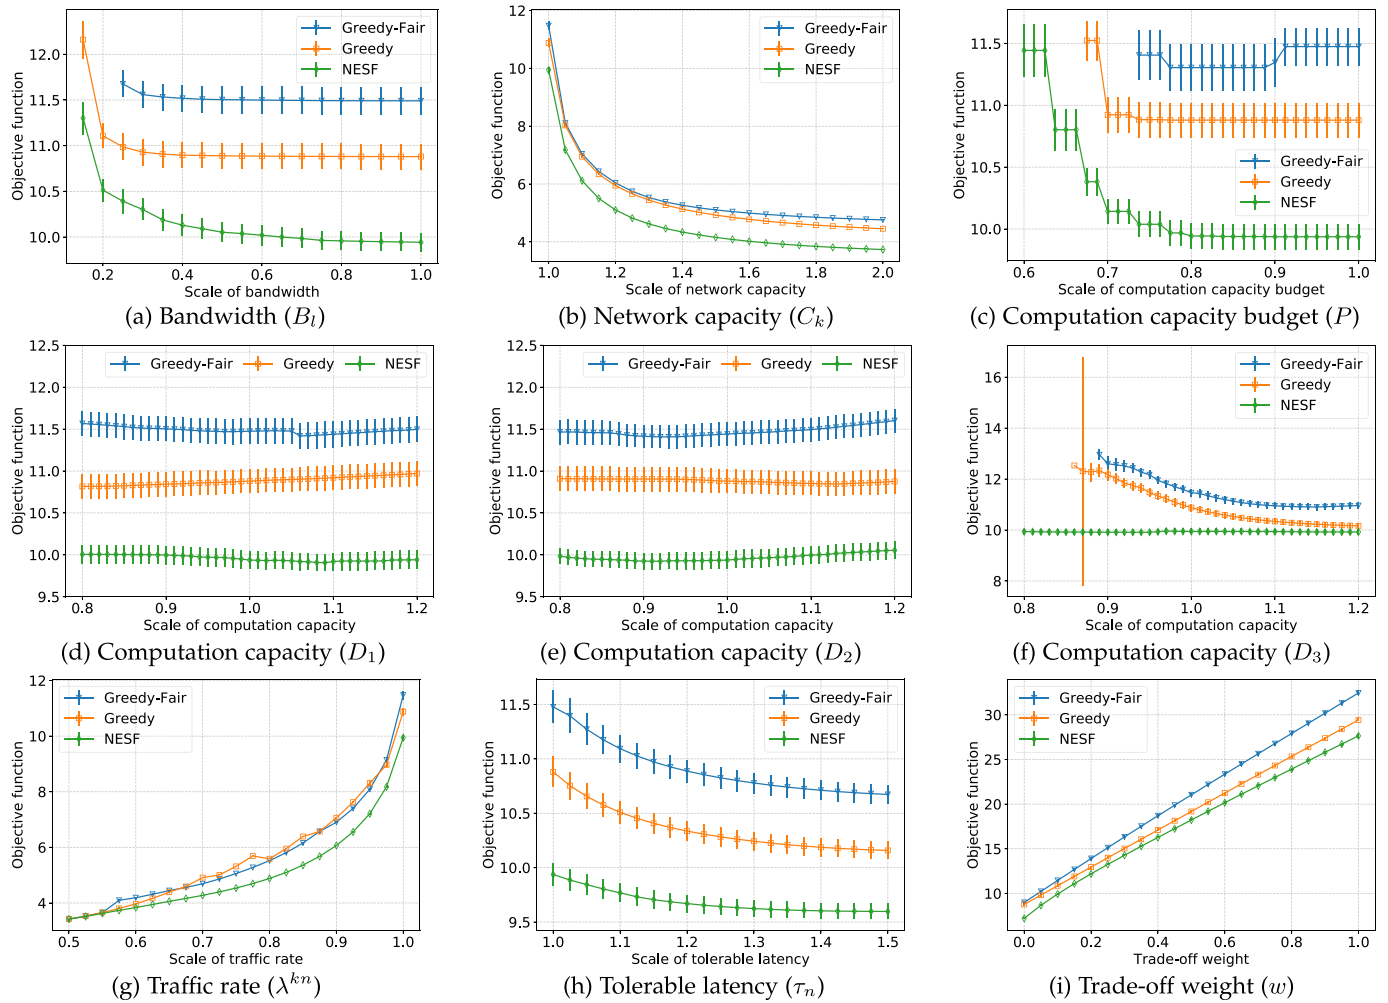 Objective function
12.0
11.5
11.0
10.5
10.0
Greedy-Fair
Greedy
NESF
0.2 0.4 0.6 0.8 1.0
Scale of bandwidth
(a) Bandwidth (B_l)
Objective function
12
10
8
6
4
Greedy-Fair
Greedy
NESF
1.0 1.2 1.4 1.6 1.8 2.0
Scale of network capacity
(b) Network capacity (C_k)
Objective function
11.5
11.0
10.5
10.0
Greedy-Fair
Greedy
NESF
0.6 0.7 0.8 0.9 1.0
Scale of computation capacity budget
(c) Computation capacity budget (P)
Objective function
12.5
12.0
11.5
11.0
10.5
10.0
9.5
Greedy-Fair Greedy NESF
0.8 0.9 1.0 1.1 1.2
Scale of computation capacity
(d) Computation capacity (D_1)
Objective function
12.5
12.0
11.5
11.0
10.5
10.0
9.5
Greedy-Fair Greedy NESF
0.8 0.9 1.0 1.1 1.2
Scale of computation capacity
(e) Computation capacity (D_2)
Objective function
16
14
12
10
8
Greedy-Fair
Greedy
NESF
0.8 0.9 1.0 1.1 1.2
Scale of computation capacity
(f) Computation capacity (D_3)
Objective function
12
10
8
6
4
Greedy-Fair
Greedy
NESF
0.5 0.6 0.7 0.8 0.9 1.0
Scale of traffic rate
(g) Traffic rate (λ^{kn})
Objective function
11.5
11.0
10.5
10.0
9.5
Greedy-Fair
Greedy
NESF
1.0 1.1 1.2 1.3 1.4 1.5
Scale of tolerable latency
(h) Tolerable latency (τ_n)
Objective function
30
25
20
15
10
Greedy-Fair
Greedy
NESF
0.0 0.2 0.4 0.6 0.8 1.0
Trade-off weight
(i) Trade-off weight (w)